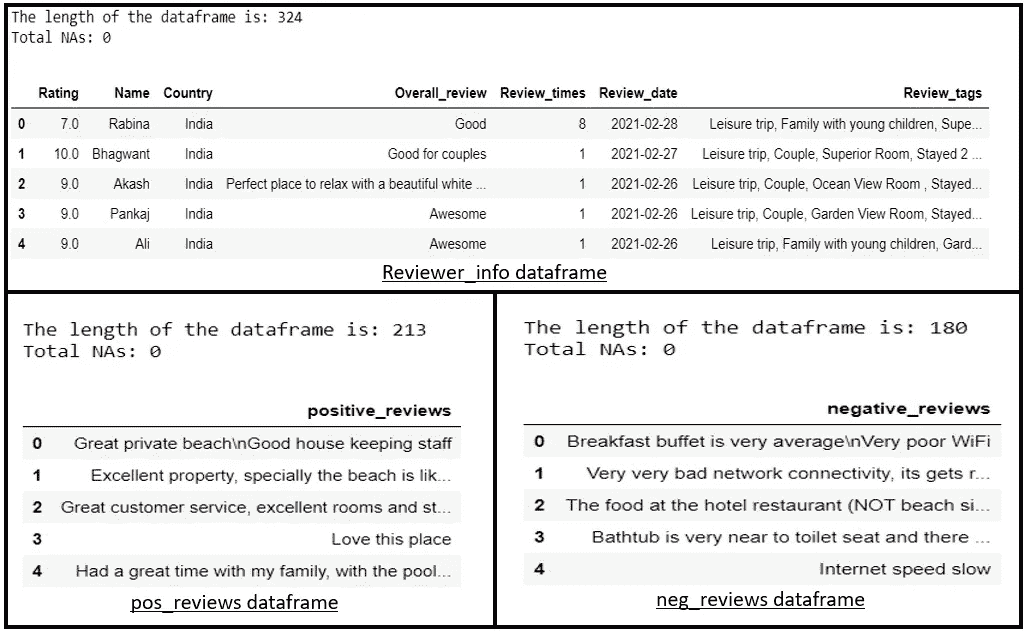 The length of the dataframe is: 324
Total NAs: 0
Rating Name Country Overall_review Review_times Review_date Review_tags
0 7.0 Rabina India Good 8 2021-02-28 Leisure trip, Family with young children, Supe...
1 10.0 Bhagwant India Good for couples 1 2021-02-27 Leisure trip, Couple, Superior Room, Stayed 2 ...
2 9.0 Akash India Perfect place to relax with a beautiful white ... 1 2021-02-26 Leisure trip, Couple, Ocean View Room , Stayed...
3 9.0 Pankaj India Awesome 1 2021-02-26 Leisure trip, Couple, Garden View Room, Stayed...
4 9.0 Ali India Awesome 1 2021-02-26 Leisure trip, Family with young children, Gard...
Reviewer_info dataframe
The length of the dataframe is: 213
Total NAs: 0
positive_reviews
0 Great private beach\nGood house keeping staff
1 Excellent property, specially the beach is lik...
2 Great customer service, excellent rooms and st...
3 Love this place
4 Had a great time with my family, with the pool...
pos_reviews dataframe
The length of the dataframe is: 180
Total NAs: 0
negative_reviews
0 Breakfast buffet is very average\nVery poor WiFi
1 Very very bad network connectivity, its gets r...
2 The food at the hotel restaurant (NOT beach si...
3 Bathtub is very near to toilet seat and there ...
4 Internet speed slow
neg_reviews dataframe